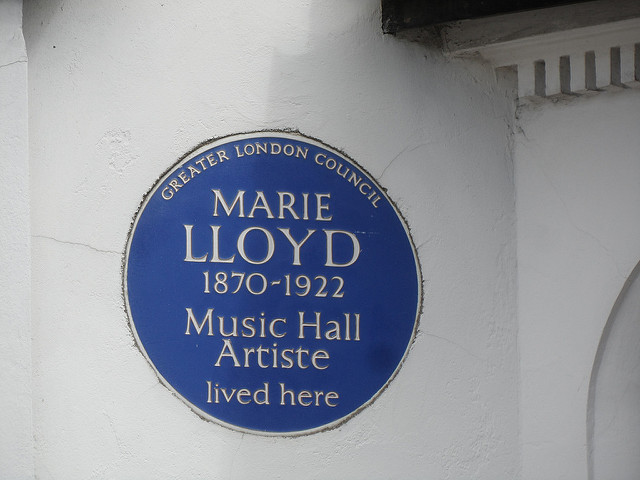 GREATER LONDON COUNCIL
MARIE
LLOYD
1870-1922
Music Hall
Artiste
lived here